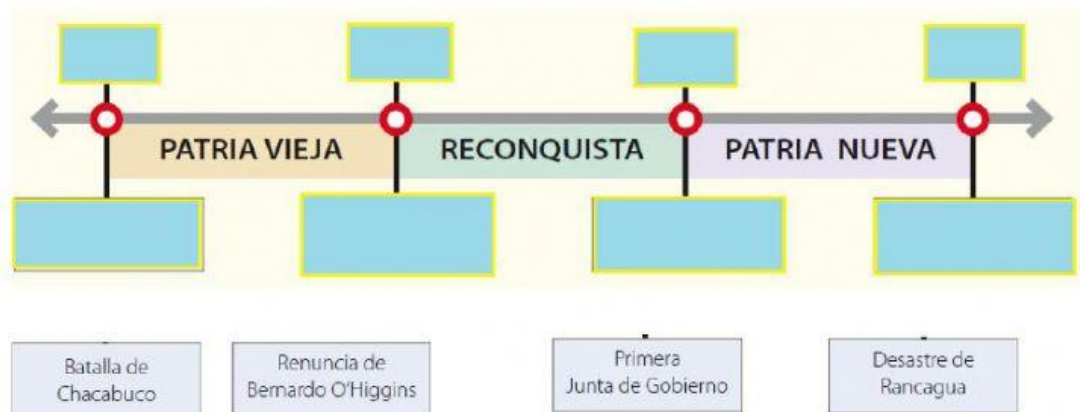 PATRIA VIEJA
RECONQUISTA
PATRIA NUEVA
Batalla de
Chacabuco
Renuncia de
Bernardo O'Higgins
Primera
Junta de Gobierno
Desastre de
Rancagua